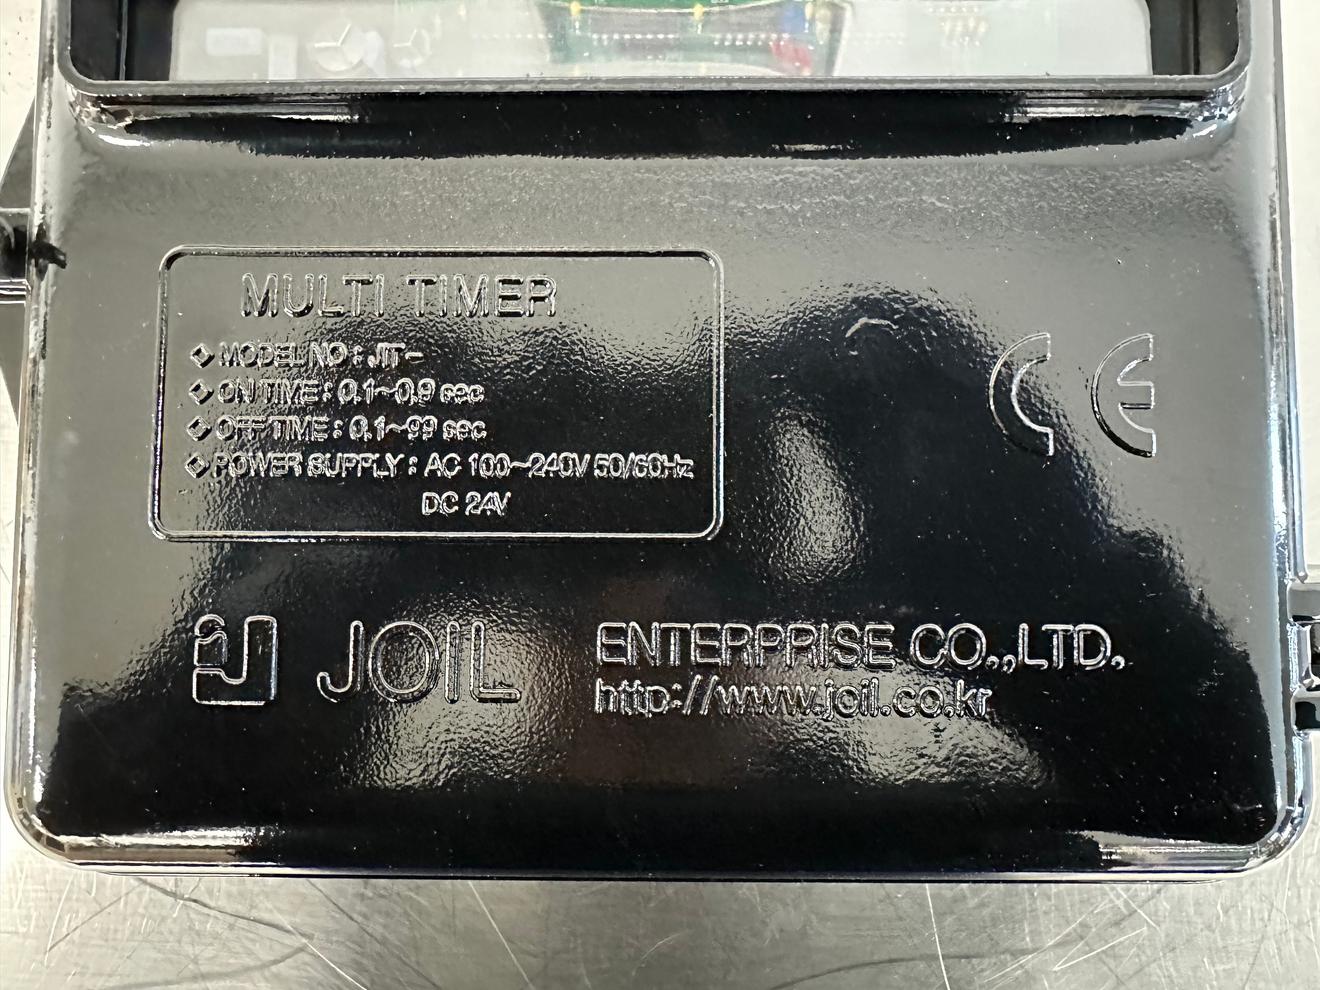 MULTI TIMER
◇ MODEL NO : JIT-
◇ ON TIME : 0.1~0.9 sec
◇ OFF TIME : 0.1~99 sec
◇ POWER SUPPLY : AC 100~240V 50/60Hz
DC 24V
CE
JOIL ENTERPRISE CO.,LTD.
http://www.joil.co.kr